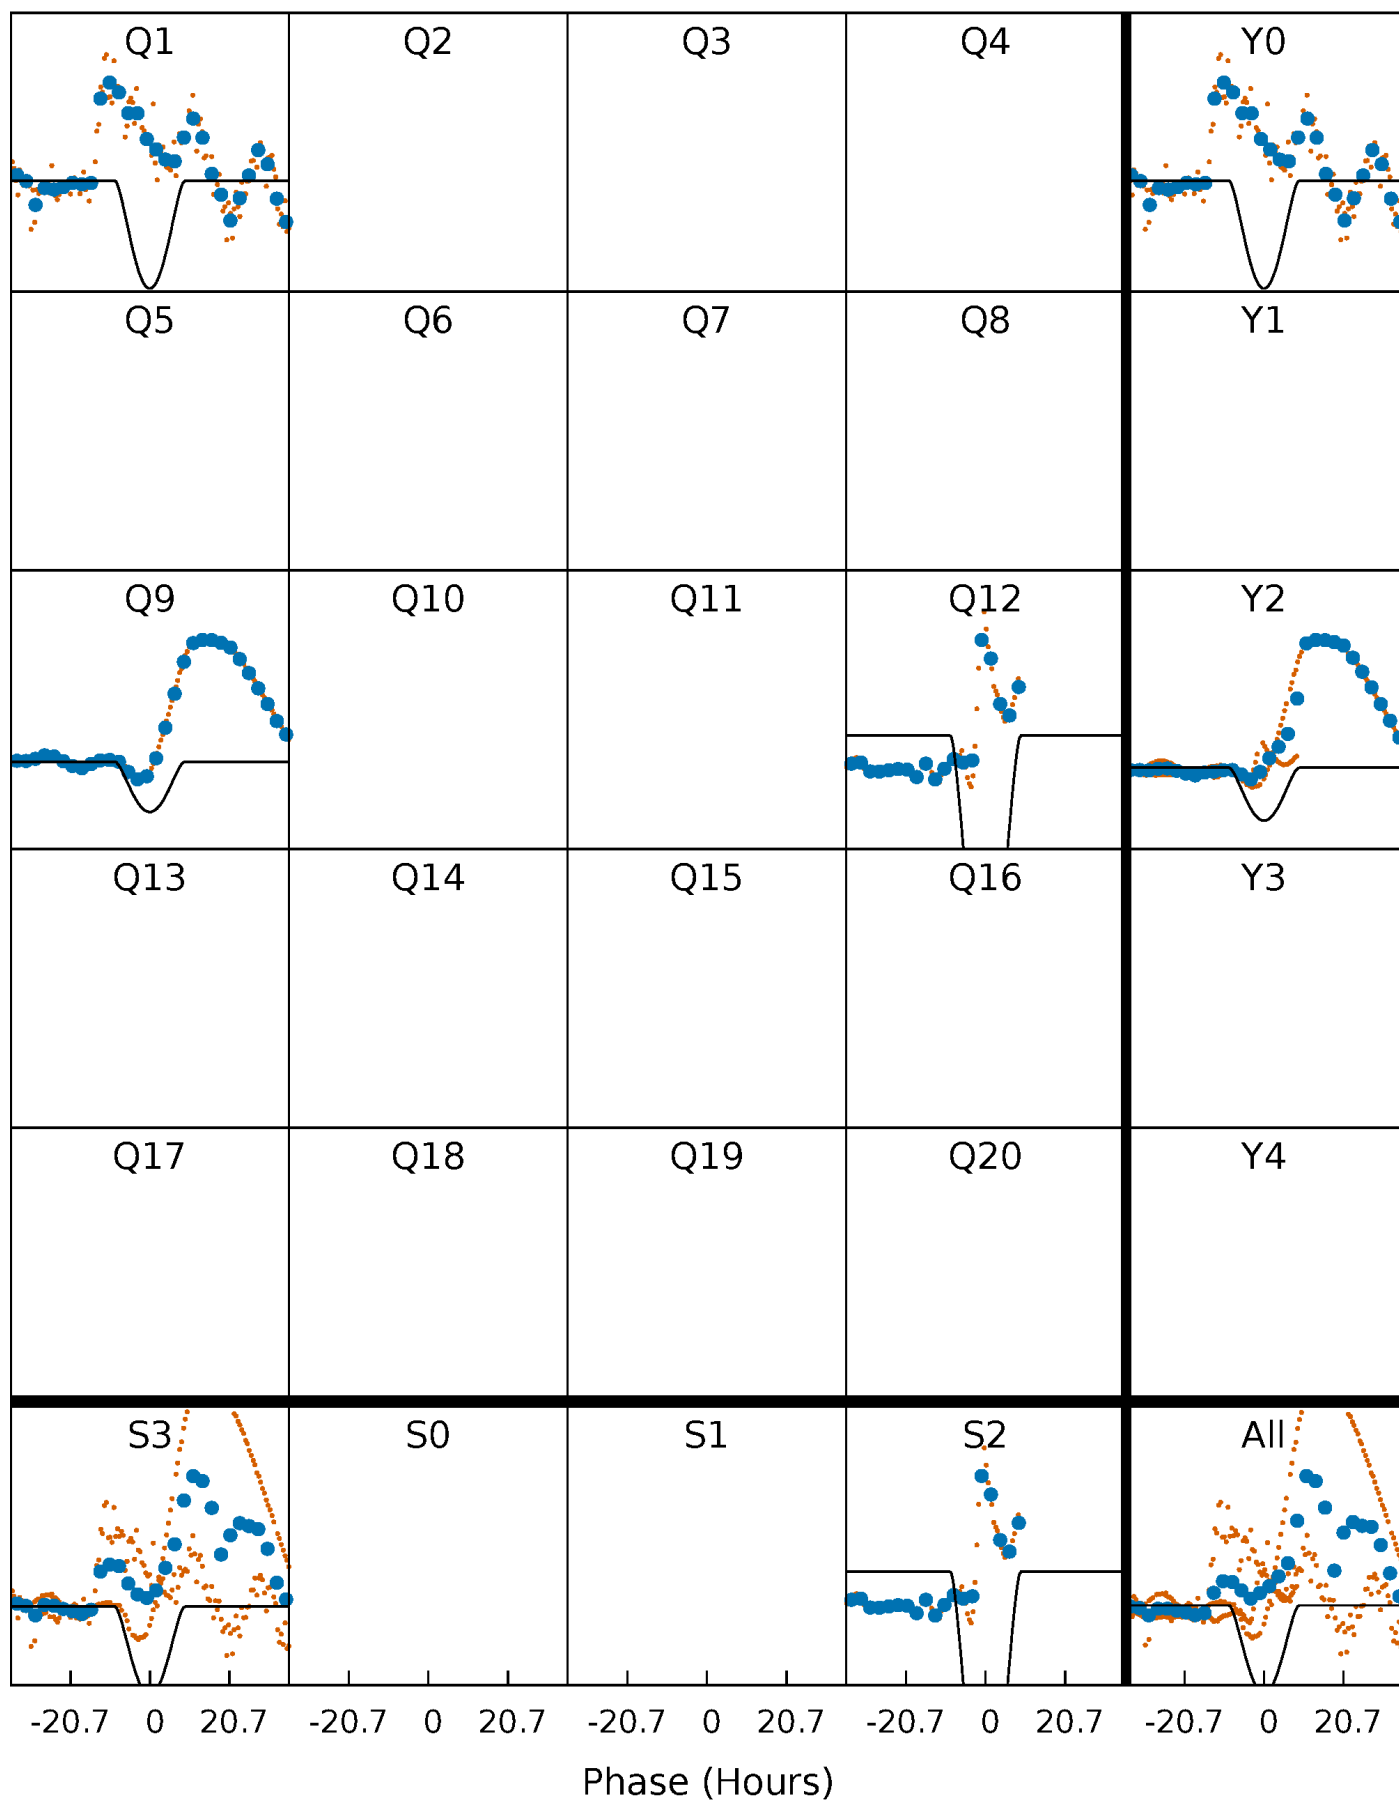 Q1 Q2 Q3 Q4 Y0
Q5 Q6 Q7 Q8 Y1
Q9 Q10 Q11 Q12 Y2
Q13 Q14 Q15 Q16 Y3
Q17 Q18 Q19 Q20 Y4
S3 S0 S1 S2 All
-20.7 0 20.7 -20.7 0 20.7 -20.7 0 20.7 -20.7 0 20.7 -20.7 0 20.7
Phase (Hours)